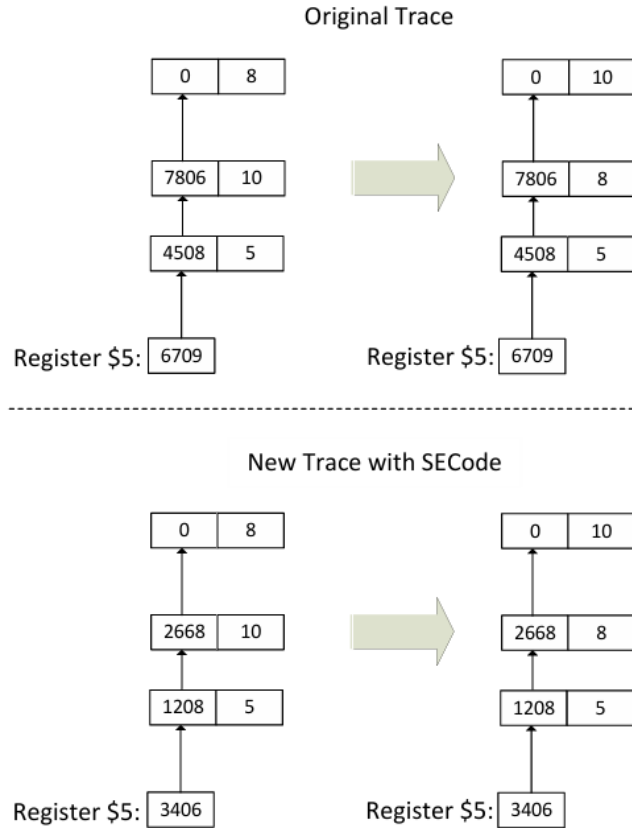 Original Trace
0 8 0 10
7806 10 7806 8
4508 5 4508 5
Register $5: 6709 Register $5: 6709
New Trace with SECode
0 8 0 10
2668 10 2668 8
1208 5 1208 5
Register $5: 3406 Register $5: 3406